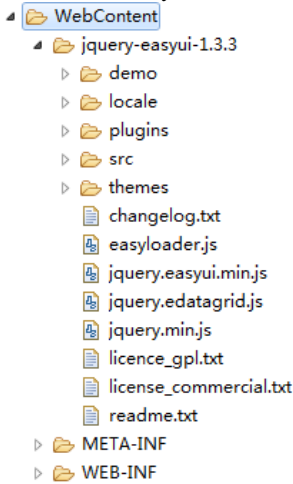 WebContent
jquery-easyui-1.3.3
demo
locale
plugins
src
themes
changelog.txt
easyloader.js
jquery.easyui.min.js
jquery.edatagrid.js
jquery.min.js
licence_gpl.txt
license_commercial.txt
readme.txt
META-INF
WEB-INF